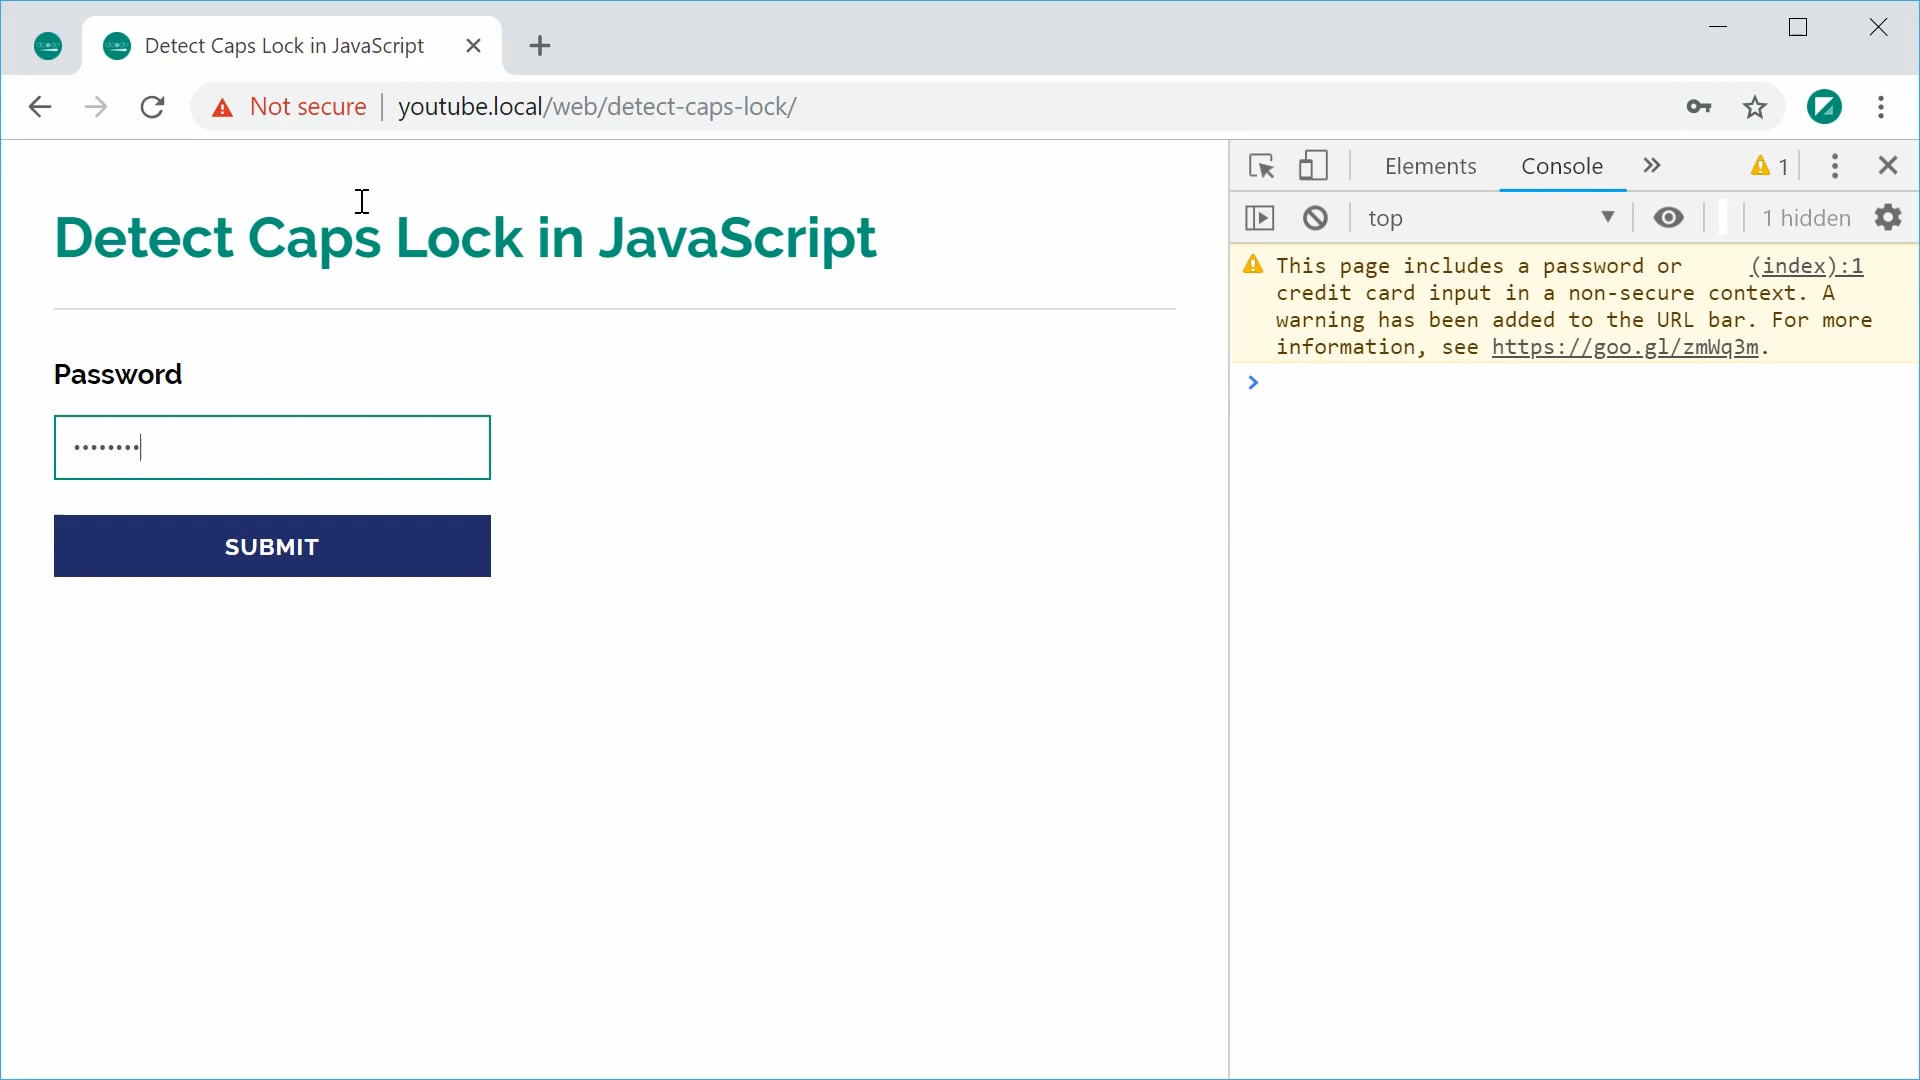 Detect Caps Lock in JavaScript
Not secure
youtube.local/web/detect-caps-lock/
Detect Caps Lock in JavaScript
Password
••••••••
SUBMIT
Elements
Console
1
top
1 hidden
This page includes a password or (index):1
credit card input in a non-secure context. A
warning has been added to the URL bar. For more
information, see https://goo.gl/zmWq3m.